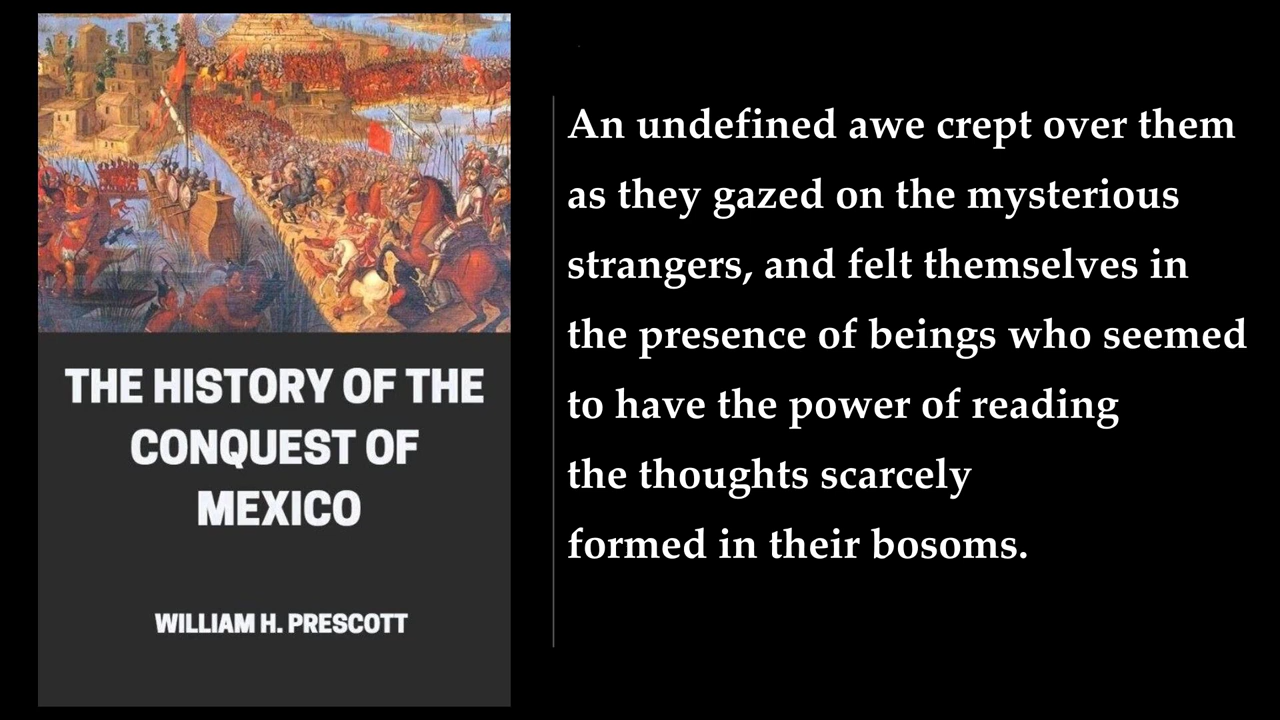 THE HISTORY OF THE
CONQUEST OF
MEXICO
WILLIAM H. PRESCOTT
An undefined awe crept over them
as they gazed on the mysterious
strangers, and felt themselves in
the presence of beings who seemed
to have the power of reading
the thoughts scarcely
formed in their bosoms.